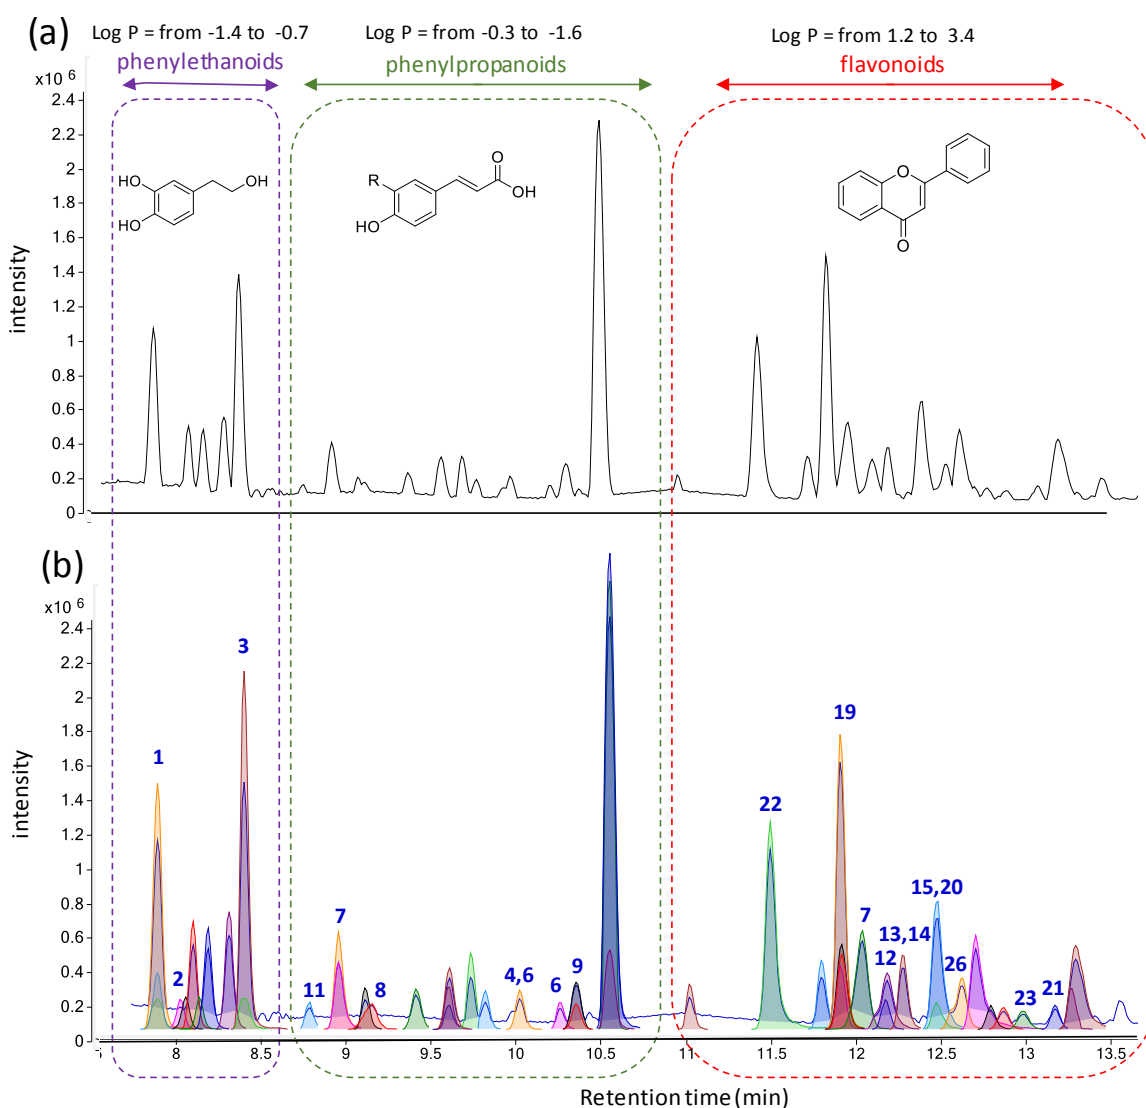 (a)
Log P = from -1.4 to -0.7
Log P = from -0.3 to -1.6
Log P = from 1.2 to 3.4
phenylethanoids
phenylpropanoids
flavonoids
x10 6
2.4
2.2
2
1.8
1.6
1.4
1.2
1
0.8
0.6
0.4
0.2
0
intensity
HO
HO
OH
R
HO
O
OH
O
O
(b)
x10 6
2.4
2.2
2
1.8
1.6
1.4
1.2
1
0.8
0.6
0.4
0.2
0
intensity
1
2
3
11
7
8
4,6
6
9
22
19
7
12
13,14
15,20
26
23
21
8
8.5
9
9.5
10
10.5
11
11.5
12
12.5
13
13.5
Retention time (min)